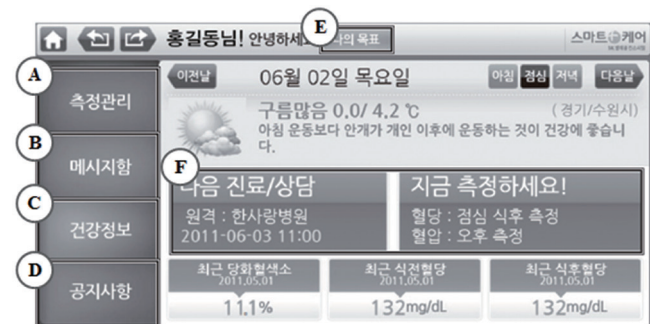 E
홍길동님! 안녕하세
나의 목표
스마트케어
A
측정관리
B
메시지함
C
건강정보
D
공지사항
이전날
06월 02일 목요일
아침 점심 저녁
다음날
구름많음 0.0/ 4.2 ℃
(경기/수원시)
아침 운동보다 안개가 개인 이후에 운동하는 것이 건강에 좋습니
다.
F
다음 진료/상담
원격 : 한사랑병원
2011-06-03 11:00
지금 측정하세요!
혈당 : 점심 식후 측정
혈압 : 오후 측정
최근 당화혈색소
2011.05.01
11.1%
최근 식전혈당
2011.05.01
132mg/dL
최근 식후혈당
2011.05.01
132mg/dL